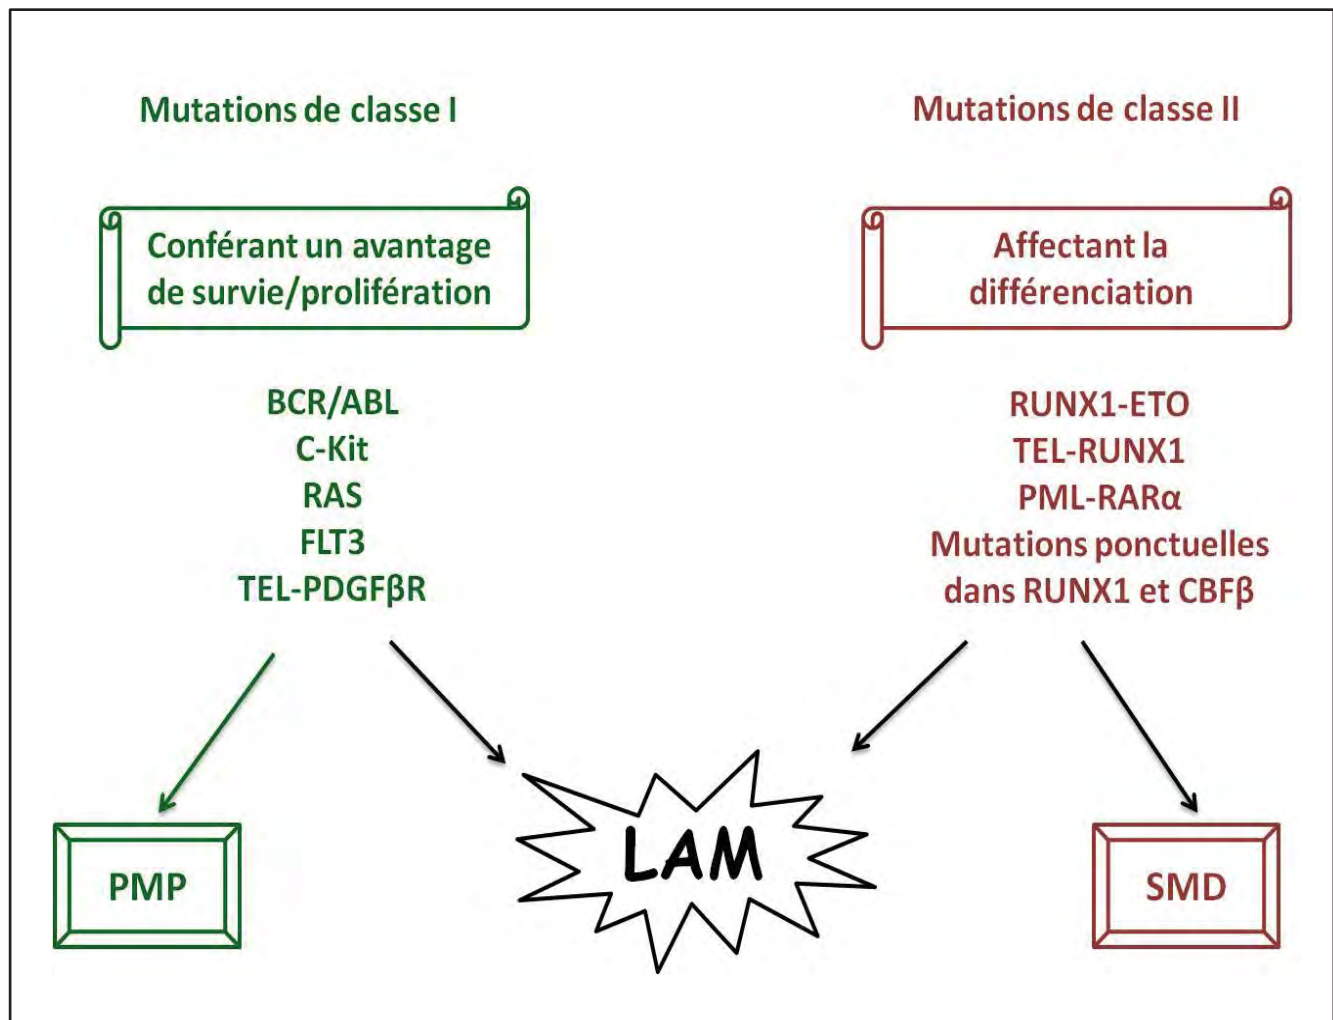 Mutations de classe I
Conférant un avantage
de survie/prolifération
BCR/ABL
C-Kit
RAS
FLT3
TEL-PDGFβR
PMP
Mutations de classe II
Affectant la
différenciation
RUNX1-ETO
TEL-RUNX1
PML-RARα
Mutations ponctuelles
dans RUNX1 et CBFβ
LAM
SMD